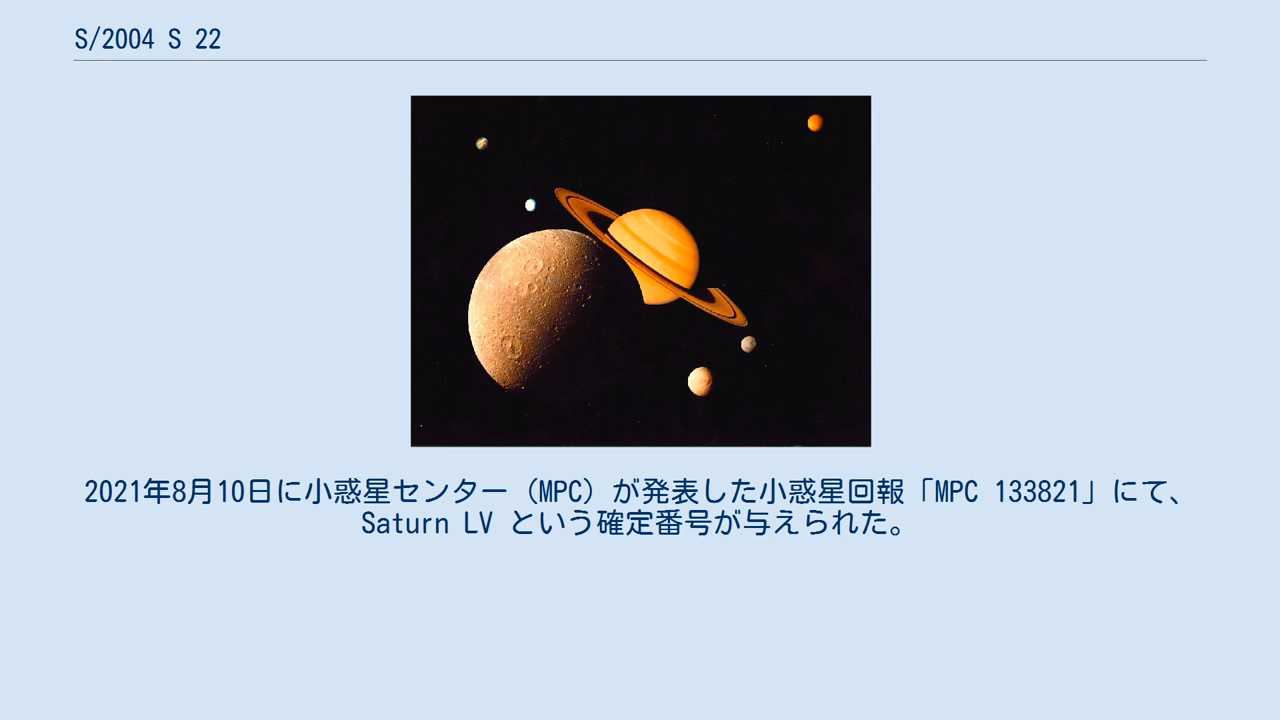 S/2004 S 22
2021年8月10日に小惑星センター（MPC）が発表した小惑星回報「MPC 133821」にて、
Saturn LV という確定番号が与えられた。